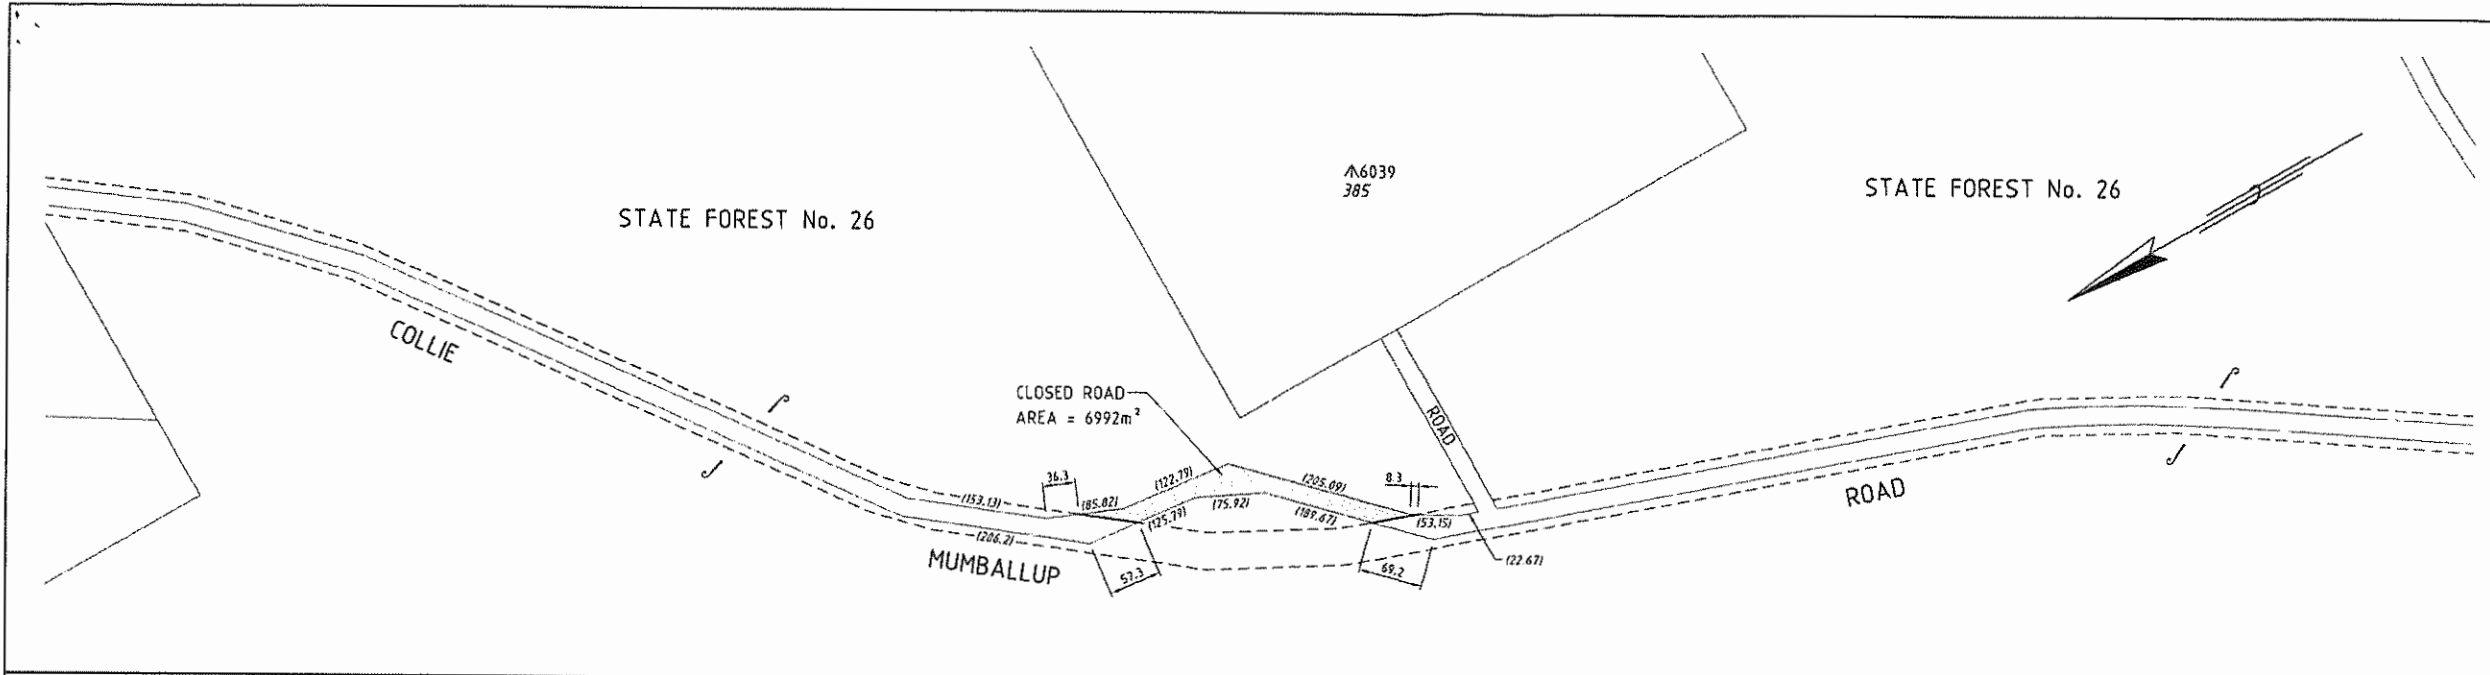 STATE FOREST No. 26
6039
385
STATE FOREST No. 26
COLLIE
CLOSED ROAD
AREA = 6992m²
ROAD
36.3
(122.79)
(205.09)
8.3
(153.13)
(85.82)
(125.79)
(75.92)
(189.67)
(53.15)
ROAD
(206.2)
MUMBALLUP
57.3
69.2
(22.67)